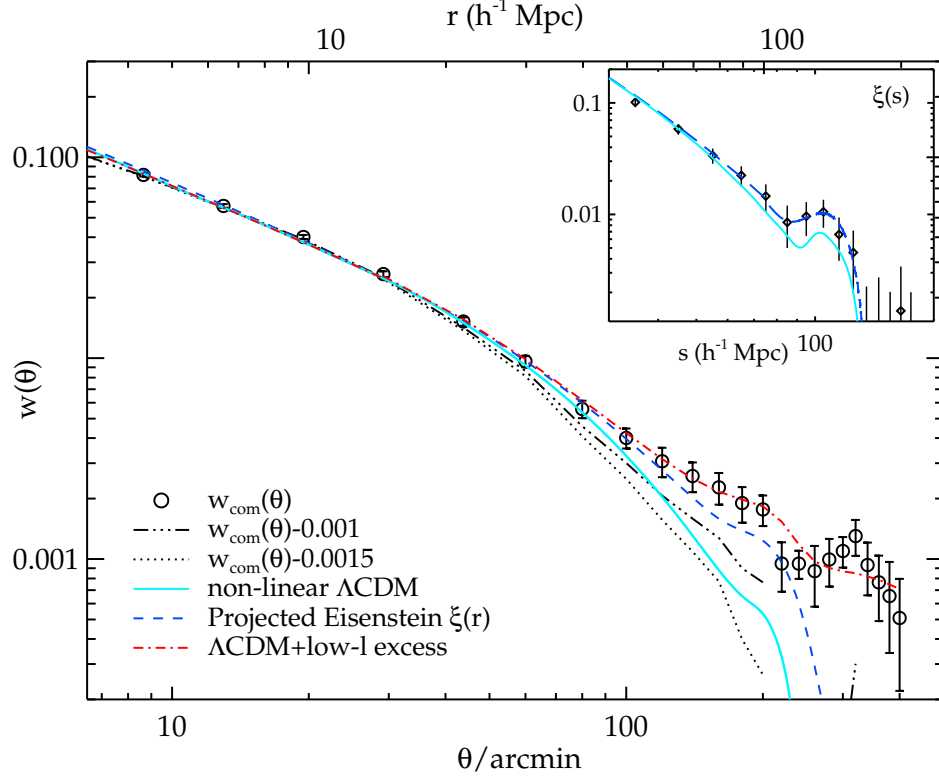 r (h⁻¹ Mpc)
10 100
w(θ)
0.100
0.001
ξ(s)
0.1
0.01
s (h⁻¹ Mpc) 100
w_com(θ)
w_com(θ)-0.001
w_com(θ)-0.0015
non-linear ΛCDM
Projected Eisenstein ξ(r)
ΛCDM+low-l excess
10 100
θ/arcmin